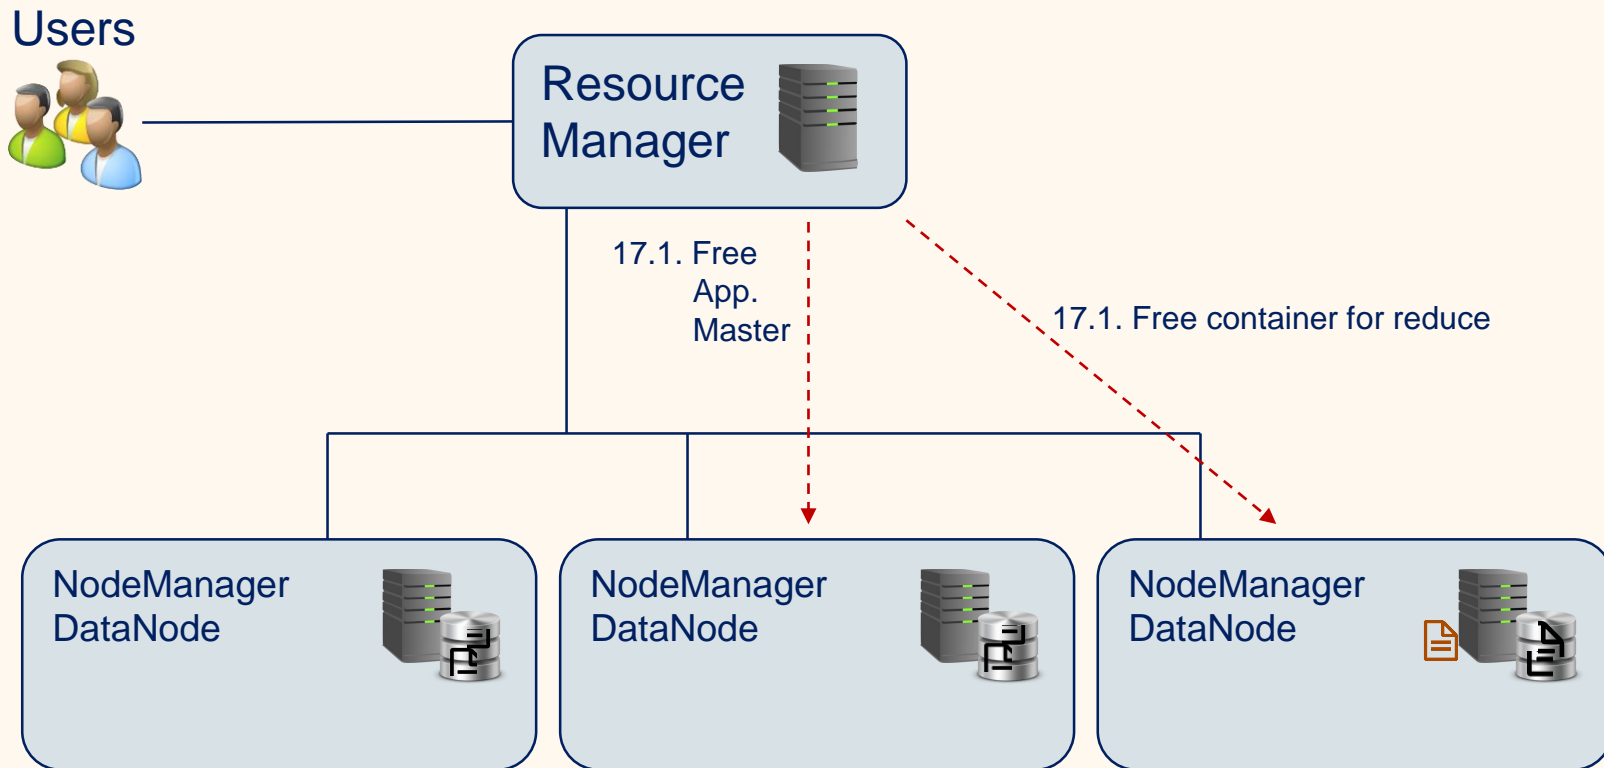 Users
Resource
Manager
17.1. Free
App.
Master
17.1. Free container for reduce
NodeManager
DataNode
NodeManager
DataNode
NodeManager
DataNode